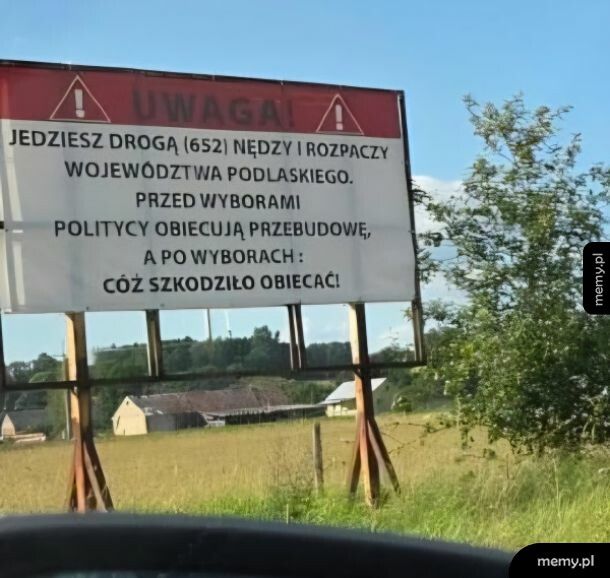 ! UWAGA! !
JEDZIESZ DROGĄ (652) NĘDZY I ROZPACZY
WOJEWÓDZTWA PODLASKIEGO.
PRZED WYBORAMI
POLITYCY OBIECUJĄ PRZEBUDOWĘ,
A PO WYBORACH :
CÓŻ SZKODZIŁO OBIECAĆ!
memy.pl
memy.pl